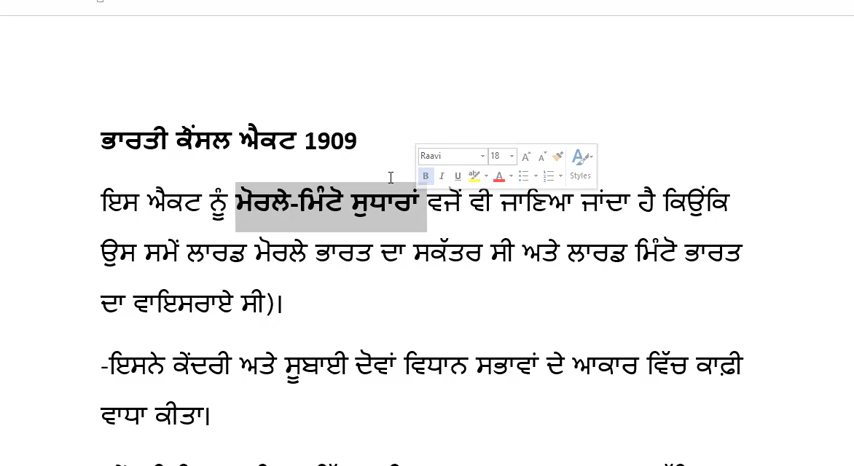 ਭਾਰਤੀ ਕੌਂਸਲ ਐਕਟ 1909
Raavi 18
Styles
ਇਸ ਐਕਟ ਨੂੰ ਮੋਰਲੇ-ਮਿੰਟੋ ਸੁਧਾਰਾਂ ਵਜੋਂ ਵੀ ਜਾਣਿਆ ਜਾਂਦਾ ਹੈ ਕਿਉਂਕਿ
ਉਸ ਸਮੇਂ ਲਾਰਡ ਮੋਰਲੇ ਭਾਰਤ ਦਾ ਸਕੱਤਰ ਸੀ ਅਤੇ ਲਾਰਡ ਮਿੰਟੋ ਭਾਰਤ
ਦਾ ਵਾਇਸਰਾਏ ਸੀ)।
-ਇਸਨੇ ਕੇਂਦਰੀ ਅਤੇ ਸੂਬਾਈ ਦੋਵਾਂ ਵਿਧਾਨ ਸਭਾਵਾਂ ਦੇ ਆਕਾਰ ਵਿੱਚ ਕਾਫ਼ੀ
ਵਾਧਾ ਕੀਤਾ।